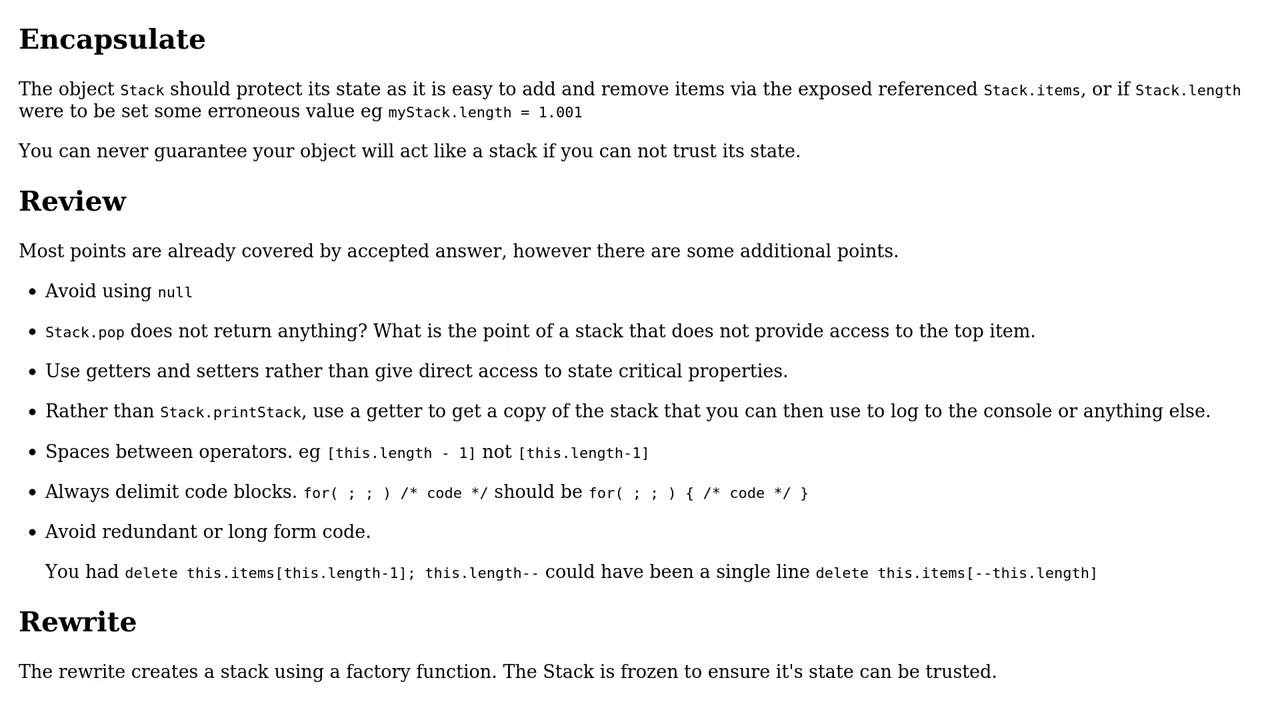 Encapsulate
The object Stack should protect its state as it is easy to add and remove items via the exposed referenced Stack.items, or if Stack.length
were to be set some erroneous value eg myStack.length = 1.001
You can never guarantee your object will act like a stack if you can not trust its state.
Review
Most points are already covered by accepted answer, however there are some additional points.
• Avoid using null
• Stack.pop does not return anything? What is the point of a stack that does not provide access to the top item.
• Use getters and setters rather than give direct access to state critical properties.
• Rather than Stack.printStack, use a getter to get a copy of the stack that you can then use to log to the console or anything else.
• Spaces between operators. eg [this.length - 1] not [this.length-1]
• Always delimit code blocks. for( ; ; ) /* code */ should be for( ; ; ) { /* code */ }
• Avoid redundant or long form code.
You had delete this.items[this.length-1]; this.length-- could have been a single line delete this.items[--this.length]
Rewrite
The rewrite creates a stack using a factory function. The Stack is frozen to ensure it's state can be trusted.